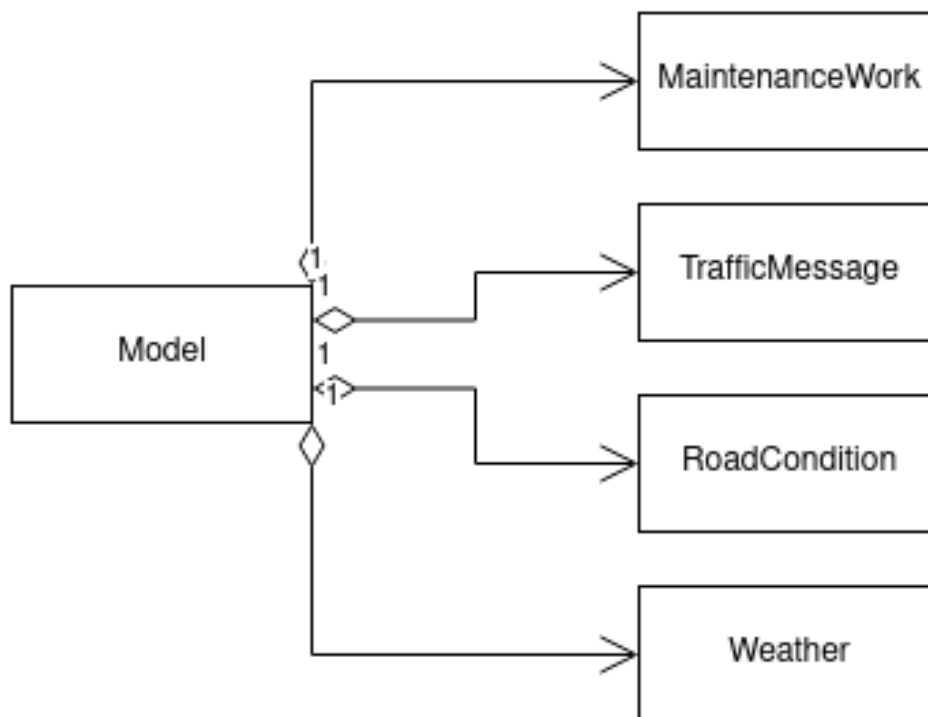 MaintenanceWork
1
1
TrafficMessage
Model
1
1
RoadCondition
Weather